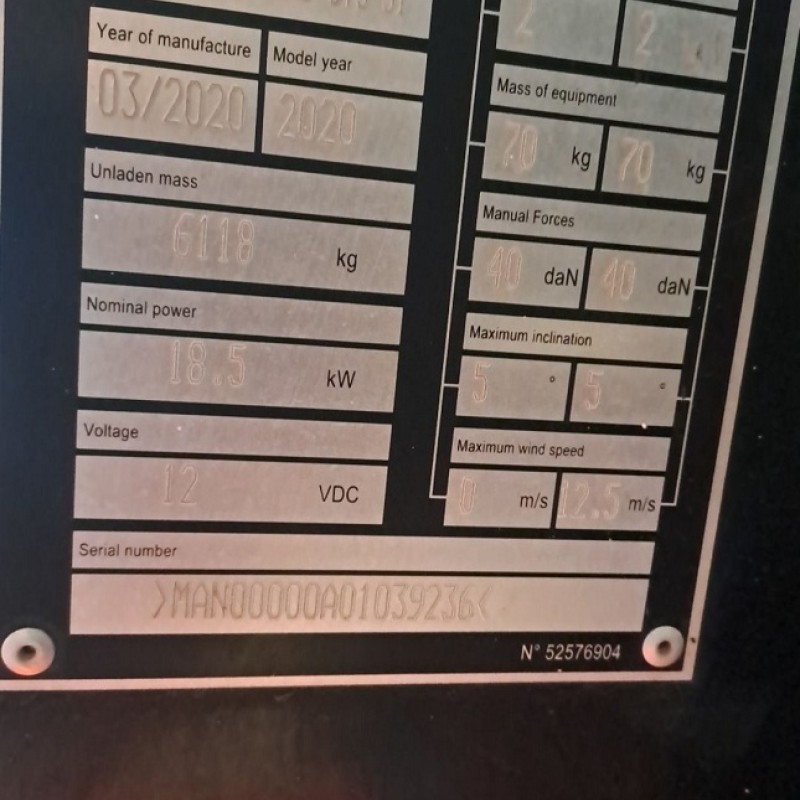 2 2
Year of manufacture Model year
03/2020 2020
Mass of equipment
70 kg 70 kg
Unladen mass
6118 kg
Manual Forces
40 daN 40 daN
Nominal power
18.5 kW
Maximum inclination
5 ° 5 °
Voltage
12 VDC
Maximum wind speed
0 m/s 12.5 m/s
Serial number
>MAN00000A01039236<
N° 52576904